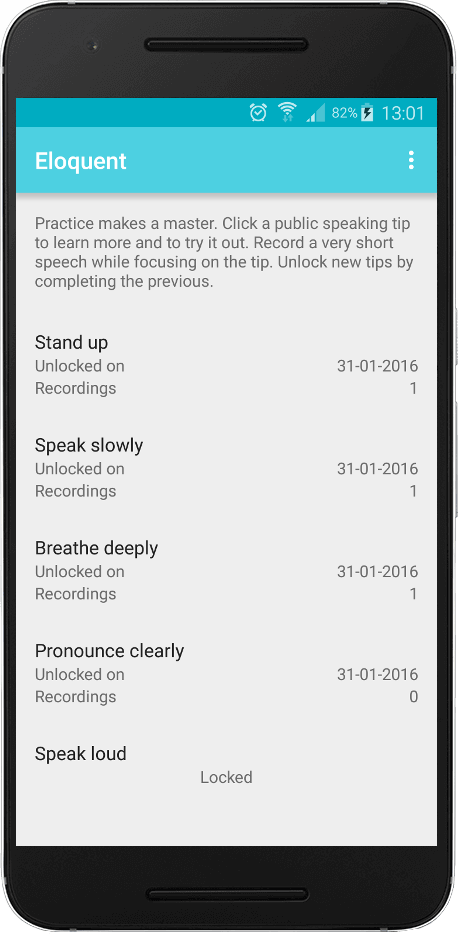 82% 13:01
Eloquent
Practice makes a master. Click a public speaking tip
to learn more and to try it out. Record a very short
speech while focusing on the tip. Unlock new tips by
completing the previous.
Stand up
Unlocked on 31-01-2016
Recordings 1
Speak slowly
Unlocked on 31-01-2016
Recordings 1
Breathe deeply
Unlocked on 31-01-2016
Recordings 1
Pronounce clearly
Unlocked on 31-01-2016
Recordings 0
Speak loud
Locked